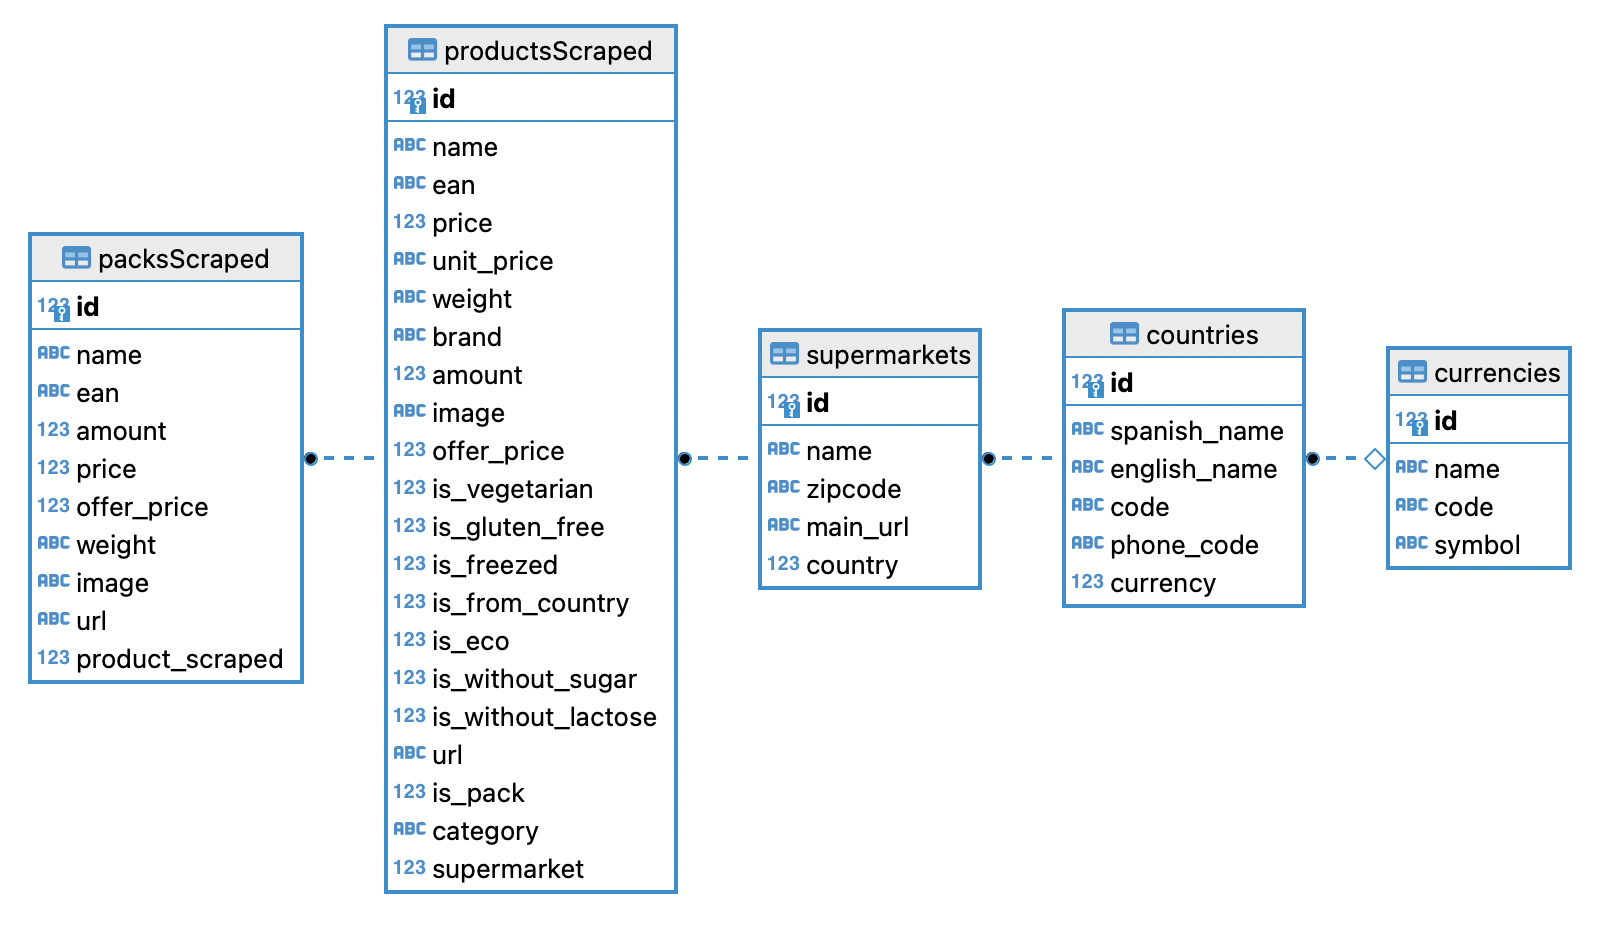 packsScraped
123 id
ABC name
ABC ean
123 amount
123 price
123 offer_price
ABC weight
ABC image
ABC url
123 product_scraped
productsScraped
123 id
ABC name
ABC ean
123 price
ABC unit_price
ABC weight
ABC brand
123 amount
ABC image
123 offer_price
123 is_vegetarian
123 is_gluten_free
123 is_freezed
123 is_from_country
123 is_eco
123 is_without_sugar
123 is_without_lactose
ABC url
123 is_pack
ABC category
123 supermarket
supermarkets
123 id
ABC name
ABC zipcode
ABC main_url
123 country
countries
123 id
ABC spanish_name
ABC english_name
ABC code
ABC phone_code
123 currency
currencies
123 id
ABC name
ABC code
ABC symbol